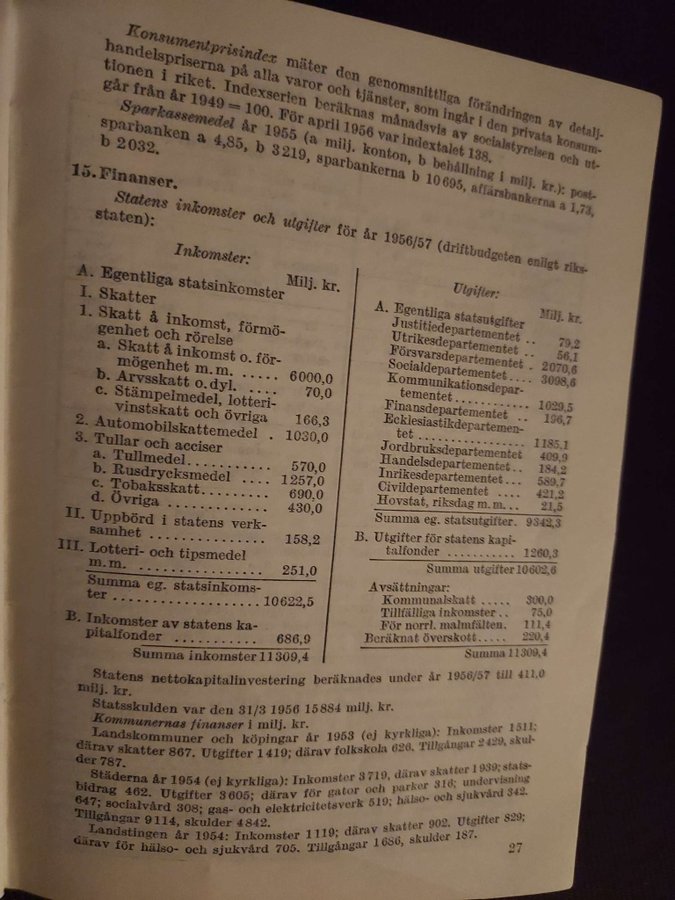 Konsumentprisindex mäter den genomsnittliga förändringen av detalj-
handelspriserna på alla varor och tjänster, som ingår i den privata konsum-
tionen i riket. Indexserien beräknas månadsvis av socialstyrelsen och ut-
går från år 1949 = 100. För april 1956 var indextalet 138.
Sparkassemedel år 1955 (a milj. konton, b behållning i milj. kr.): post-
sparbanken a 4,85, b 3219, sparbankerna b 10695, affärsbankerna a 1,73,
b 2032.
15. Finanser.
Statens inkomster och utgifter för år 1956/57 (driftbudgeten enligt riks-
staten):
Inkomster:
Milj. kr.
A. Egentliga statsinkomster
I. Skatter
1. Skatt å inkomst, förmö-
genhet och rörelse
a. Skatt å inkomst o. för-
mögenhet m. m. ..... 6000,0
b. Arvsskatt o. dyl. .... 70,0
c. Stämpelmedel, lotteri-
vinstskatt och övriga 166,3
2. Automobilskattemedel . 1030,0
3. Tullar och acciser
a. Tullmedel........... 570,0
b. Rusdrycksmedel .... 1257,0
c. Tobaksskatt......... 690,0
d. Övriga ............. 430,0
II. Uppbörd i statens verk-
samhet ................ 158,2
III. Lotteri- och tipsmedel
m. m. ................. 251,0
Summa eg. statsinkoms-
ter .................. 10622,5
B. Inkomster av statens ka-
pitalfonder ............ 686,9
Summa inkomster 11309,4
Utgifter:
Milj. kr.
A. Egentliga statsutgifter
Justitiedepartementet .. 79,2
Utrikesdepartementet .. 56,1
Försvarsdepartementet . 2070,6
Socialdepartementet.... 3098,6
Kommunikationsdepar-
tementet.............. 1029,5
Finansdepartementet .. 196,7
Ecklesiastikdepartemen-
tet .................. 1185,1
Jordbruksdepartementet 409,9
Handelsdepartementet.. 184,2
Inrikesdepartementet... 589,7
Civildepartementet .... 421,2
Hovstat, riksdag m. m... 21,5
Summa eg. statsutgifter. 9342,3
B. Utgifter för statens kapi-
talfonder ............ 1260,3
Summa utgifter 10602,6
Avsättningar:
Kommunalskatt ..... 300,0
Tillfälliga inkomster .. 75,0
För norrl. malmfälten. 111,4
Beräknat överskott..... 220,4
Summa 11309,4
Statens nettokapitalinvestering beräknades under år 1956/57 till 411,0
milj. kr.
Statsskulden var den 31/3 1956 15884 milj. kr.
Kommunernas finanser i milj. kr.
Landskommuner och köpingar år 1953 (ej kyrkliga): Inkomster 1511;
därav skatter 867. Utgifter 1419; därav folkskola 626. Tillgångar 2429, skul-
der 787.
Städerna år 1954 (ej kyrkliga): Inkomster 3719, därav skatter 1939; stats-
bidrag 462. Utgifter 3605; därav för gator och parker 316; undervisning
647; socialvård 308; gas- och elektricitetsverk 519; hälso- och sjukvård 342.
Tillgångar 9114, skulder 4842.
Landstingen år 1954: Inkomster 1119; därav skatter 902. Utgifter 829;
därav för hälso- och sjukvård 705. Tillgångar 1686, skulder 187.
27